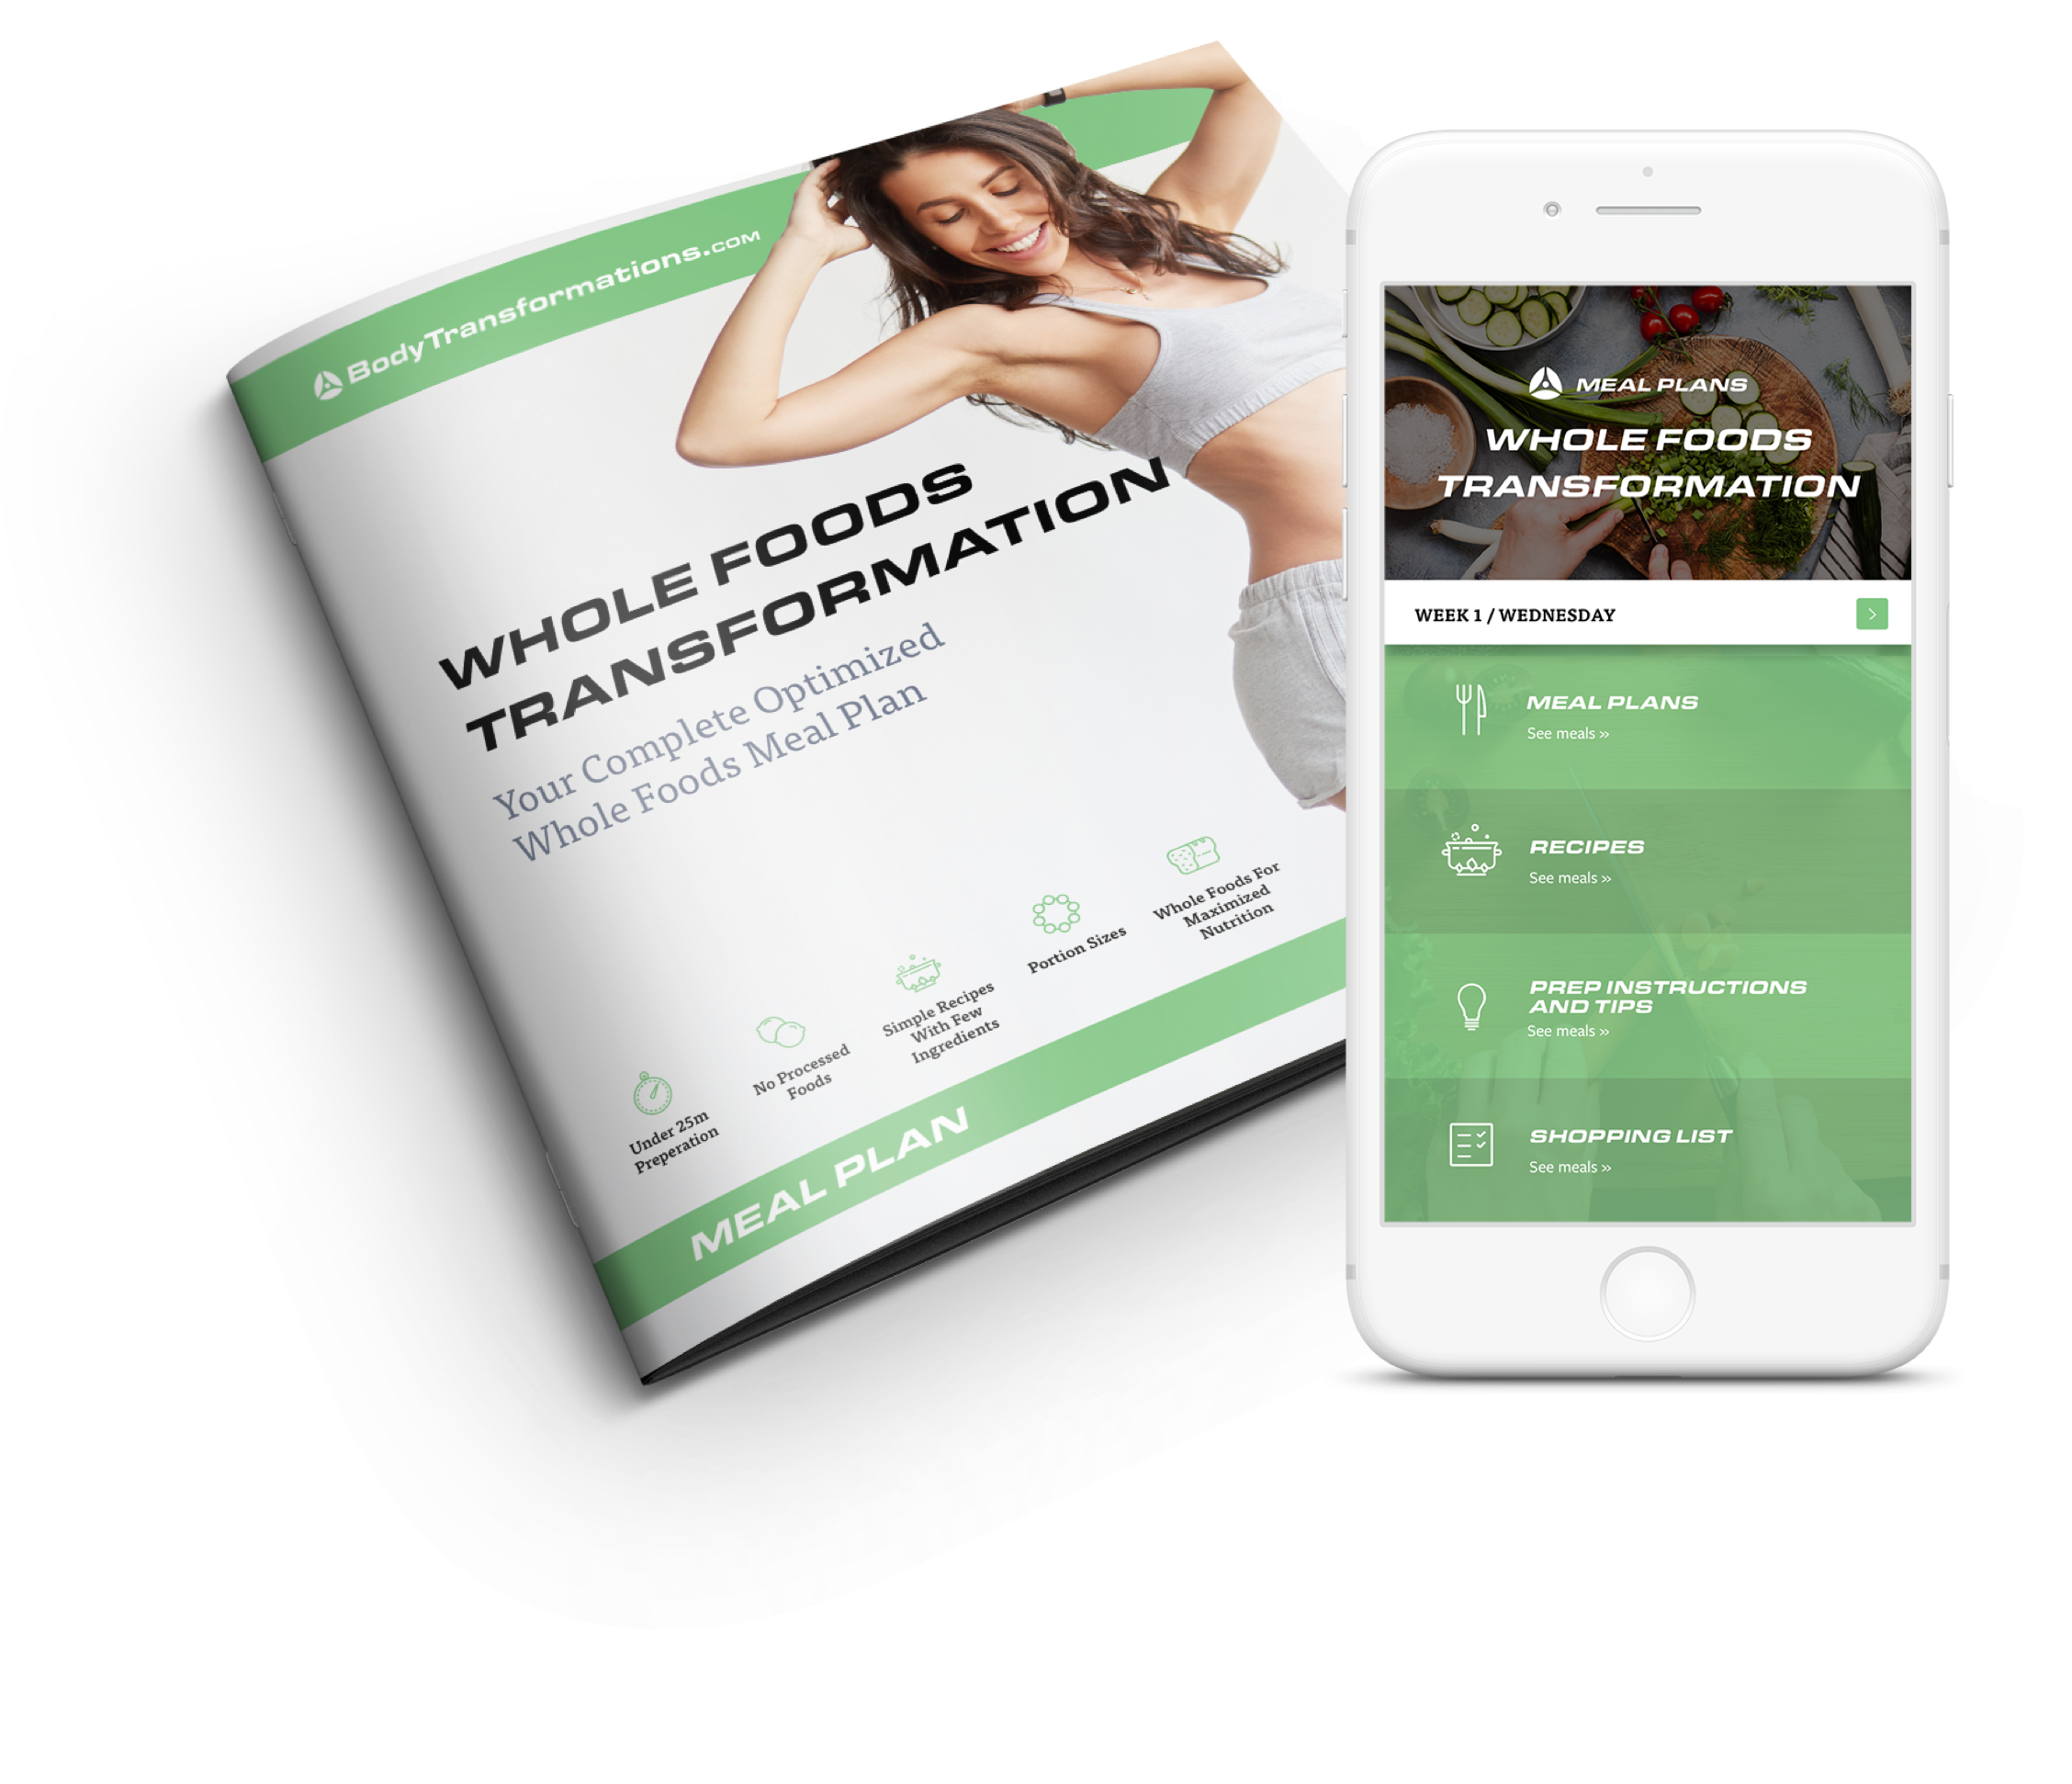 BodyTransformations.COM
WHOLE FOODS
TRANSFORMATION
Your Complete Optimized
Whole Foods Meal Plan
Under 25m
Preperation
No Processed
Foods
Simple Recipes
With Few
Ingredients
Portion Sizes
Whole Foods For
Maximized
Nutrition
MEAL PLAN
MEAL PLANS
WHOLE FOODS
TRANSFORMATION
WEEK 1 / WEDNESDAY
MEAL PLANS
See meals »
RECIPES
See meals »
PREP INSTRUCTIONS
AND TIPS
See meals »
SHOPPING LIST
See meals »